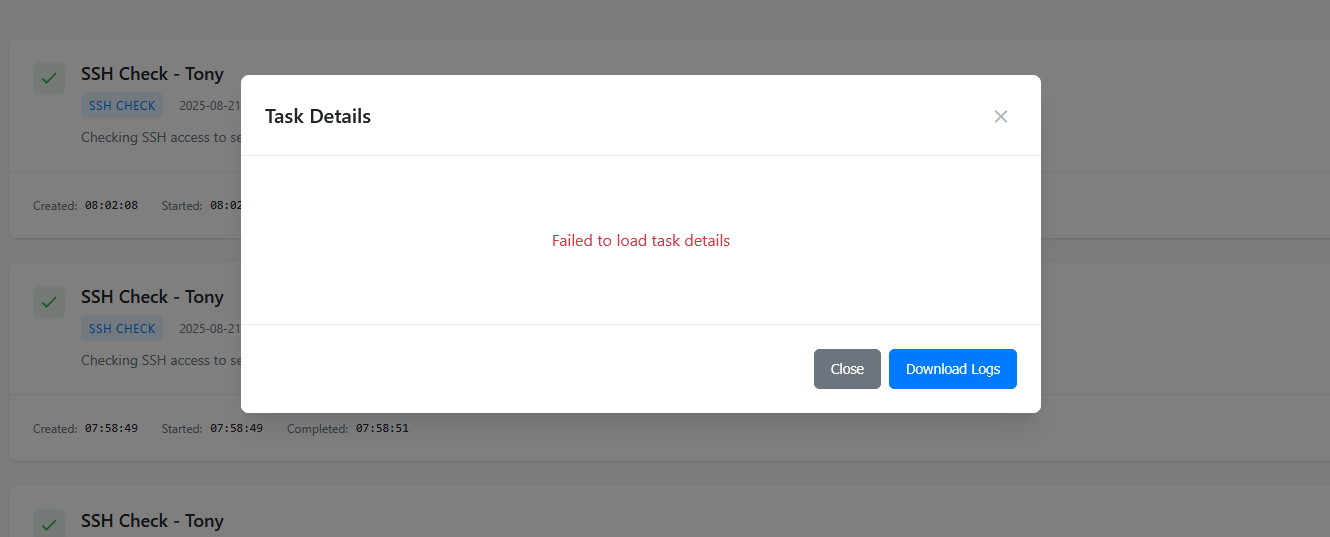 SSH Check - Tony
SSH CHECK 2025-08-21
Checking SSH access to se
Created: 08:02:08 Started: 08:02
Task Details
×
Failed to load task details
Close Download Logs
SSH Check - Tony
SSH CHECK 2025-08-21
Checking SSH access to se
Created: 07:58:49 Started: 07:58:49 Completed: 07:58:51
SSH Check - Tony